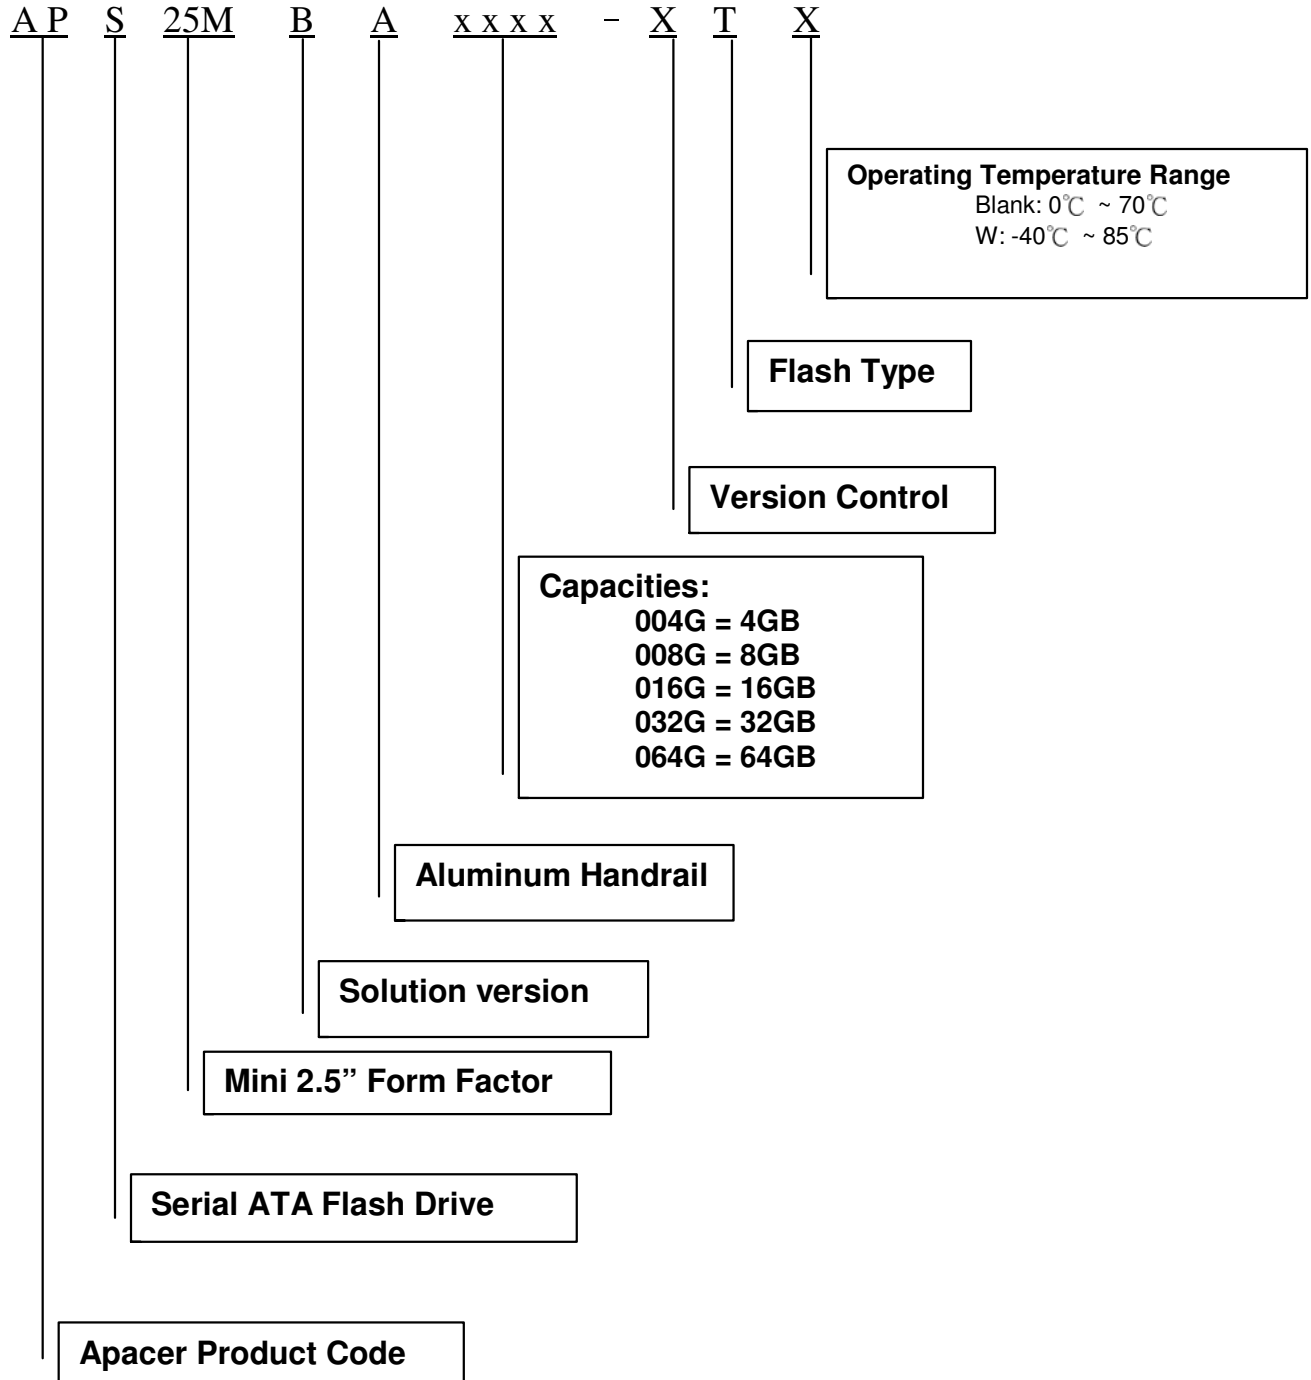 A P S 25M B A x x x x - X T X
Operating Temperature Range
Blank: 0℃ ~ 70℃
W: -40℃ ~ 85℃
Flash Type
Version Control
Capacities:
004G = 4GB
008G = 8GB
016G = 16GB
032G = 32GB
064G = 64GB
Aluminum Handrail
Solution version
Mini 2.5” Form Factor
Serial ATA Flash Drive
Apacer Product Code